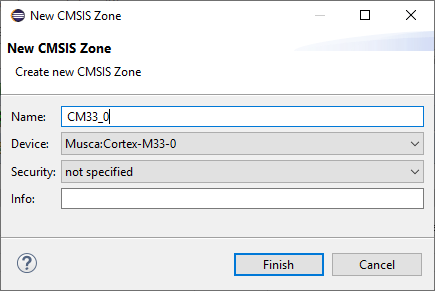 New CMSIS Zone
New CMSIS Zone
Create new CMSIS Zone
Name: CM33_0
Device: Musca:Cortex-M33-0
Security: not specified
Info:
? Finish Cancel